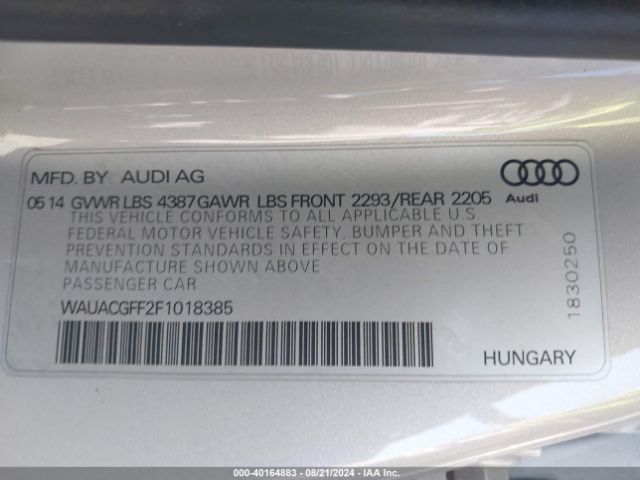 MFD. BY AUDI AG
0514 GVWR LBS 4387 GAWR LBS FRONT 2293/REAR 2205
Audi
THIS VEHICLE CONFORMS TO ALL APPLICABLE U.S.
FEDERAL MOTOR VEHICLE SAFETY, BUMPER AND THEFT
PREVENTION STANDARDS IN EFFECT ON THE DATE OF
MANUFACTURE SHOWN ABOVE
PASSENGER CAR
WAUACGFF2F1018385
HUNGARY
1830250
000-40164883 - 08/21/2024 - IAA Inc.